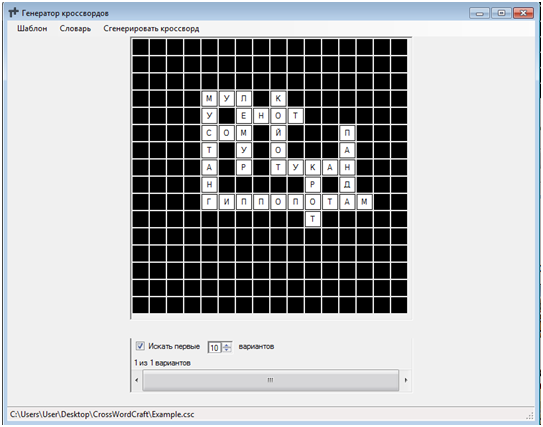 Генератор кроссвордов
Шаблон Словарь Сгенерировать кроссворд
М У Л К
У Е Н О Т
С О М Й П
Т У О А
А Р Т У К А Н
Н Р Д
Г И П П О П О Т А М
Т
Искать первые 10 вариантов
1 из 1 вариантов
C:\Users\User\Desktop\CrossWordCraft\Example.csc